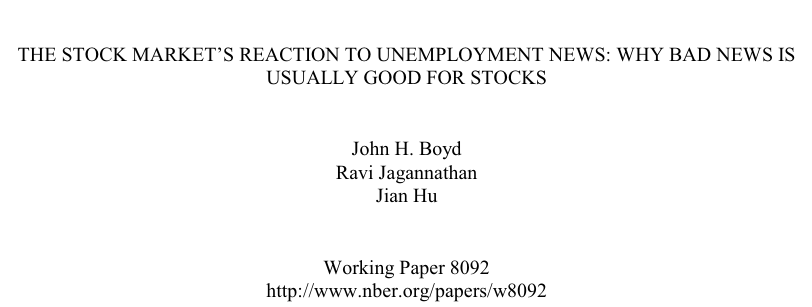 THE STOCK MARKET’S REACTION TO UNEMPLOYMENT NEWS: WHY BAD NEWS IS
USUALLY GOOD FOR STOCKS
John H. Boyd
Ravi Jagannathan
Jian Hu
Working Paper 8092
http://www.nber.org/papers/w8092